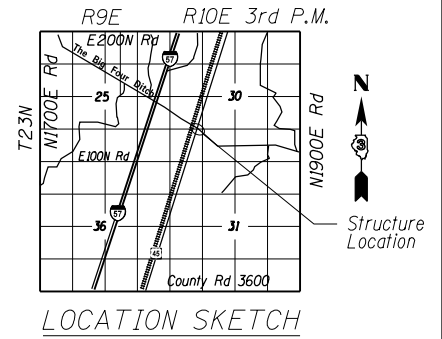 R9E R10E 3rd P.M.
E200N Rd
57
The Big Four Ditch
N1700E Rd
25
30
T23N
N1900E Rd
N
E100N Rd
3
57
36
31
Structure
Location
45
County Rd 3600
LOCATION SKETCH